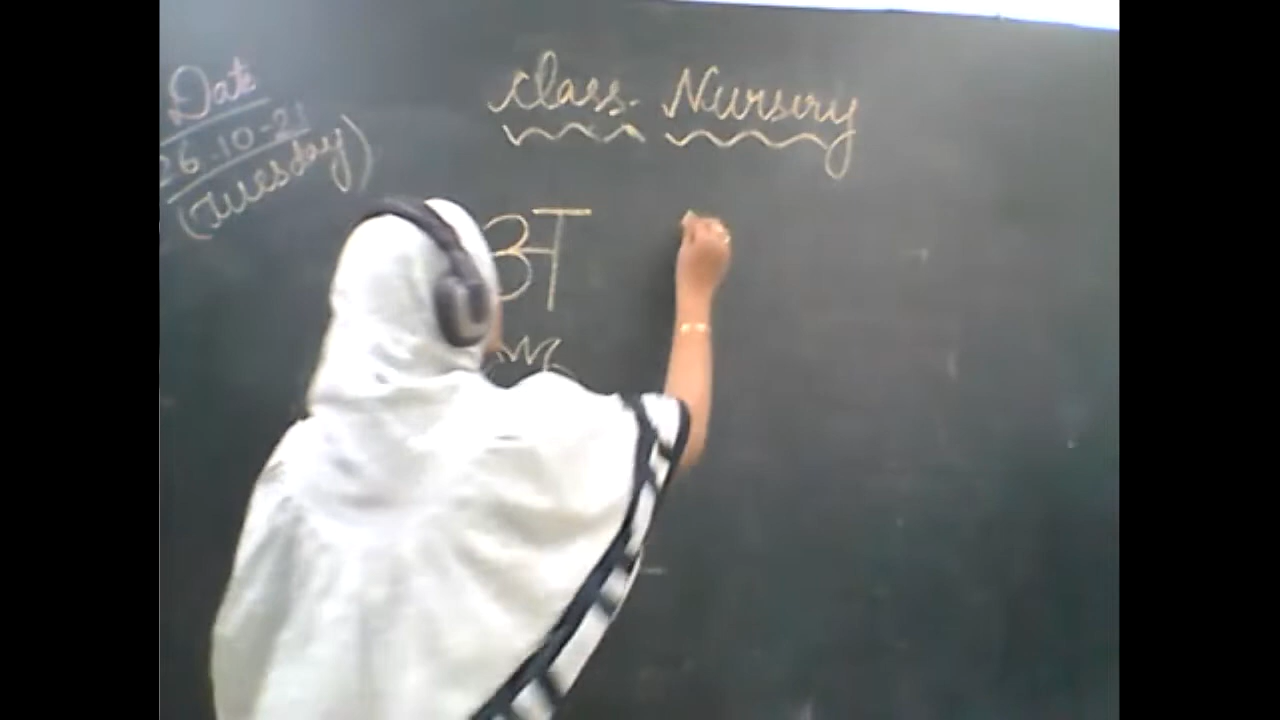 Date
26-10-21
(Tuesday)
class- Nursery
अ